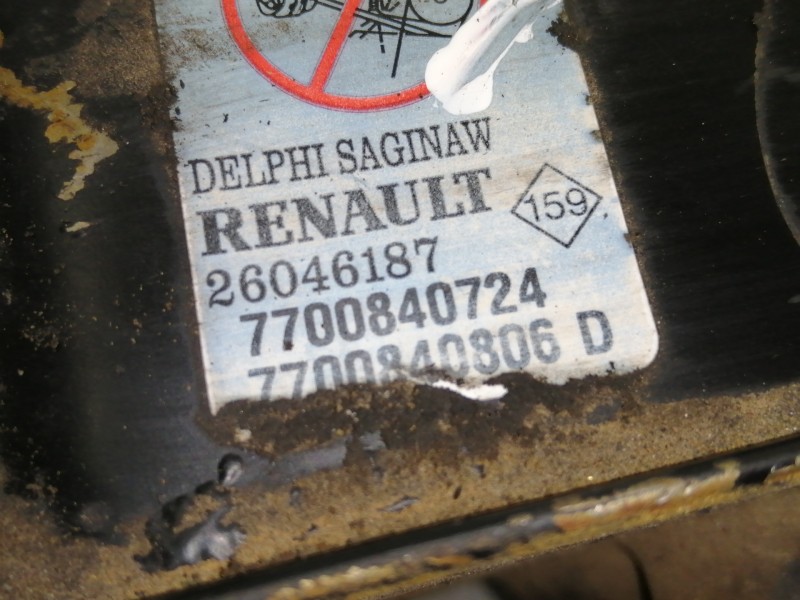 DELPHI SAGINAW
RENAULT 159
26046187
7700840724
7700840806 D